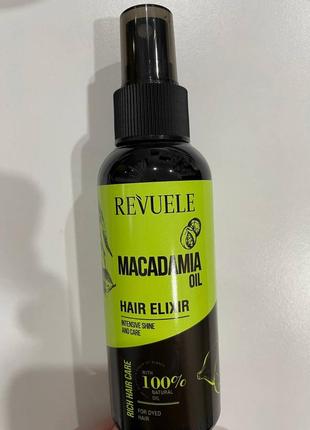 REVUELE
MACADAMIA
OIL
HAIR ELIXIR
INTENSIVE SHINE
AND CARE
RICH HAIR CARE
WITH
100%
NATURAL
OIL
FOR DYED
HAIR